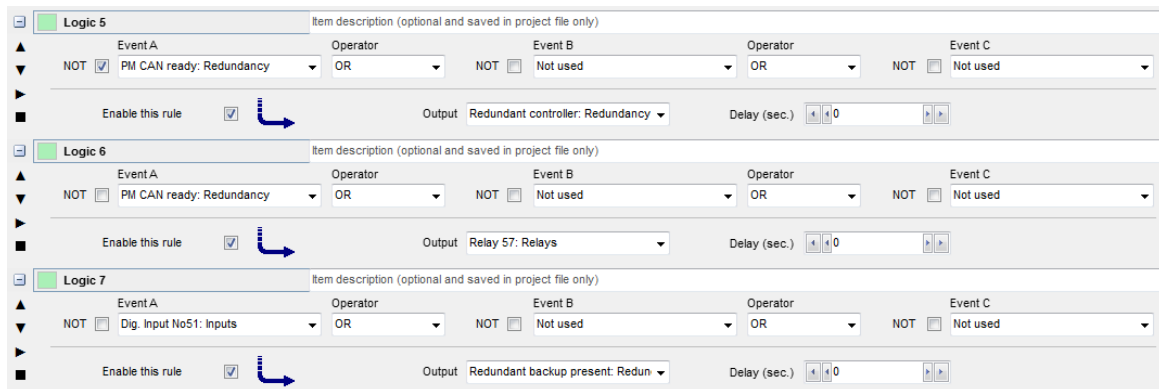 Logic 5 Item description (optional and saved in project file only)
Event A Operator Event B Operator Event C
NOT PM CAN ready: Redundancy OR NOT Not used OR NOT Not used
Enable this rule Output Redundant controller: Redundancy Delay (sec.) 0
Logic 6 Item description (optional and saved in project file only)
Event A Operator Event B Operator Event C
NOT PM CAN ready: Redundancy OR NOT Not used OR NOT Not used
Enable this rule Output Relay 57: Relays Delay (sec.) 0
Logic 7 Item description (optional and saved in project file only)
Event A Operator Event B Operator Event C
NOT Dig. Input No51: Inputs OR NOT Not used OR NOT Not used
Enable this rule Output Redundant backup present: Redun Delay (sec.) 0